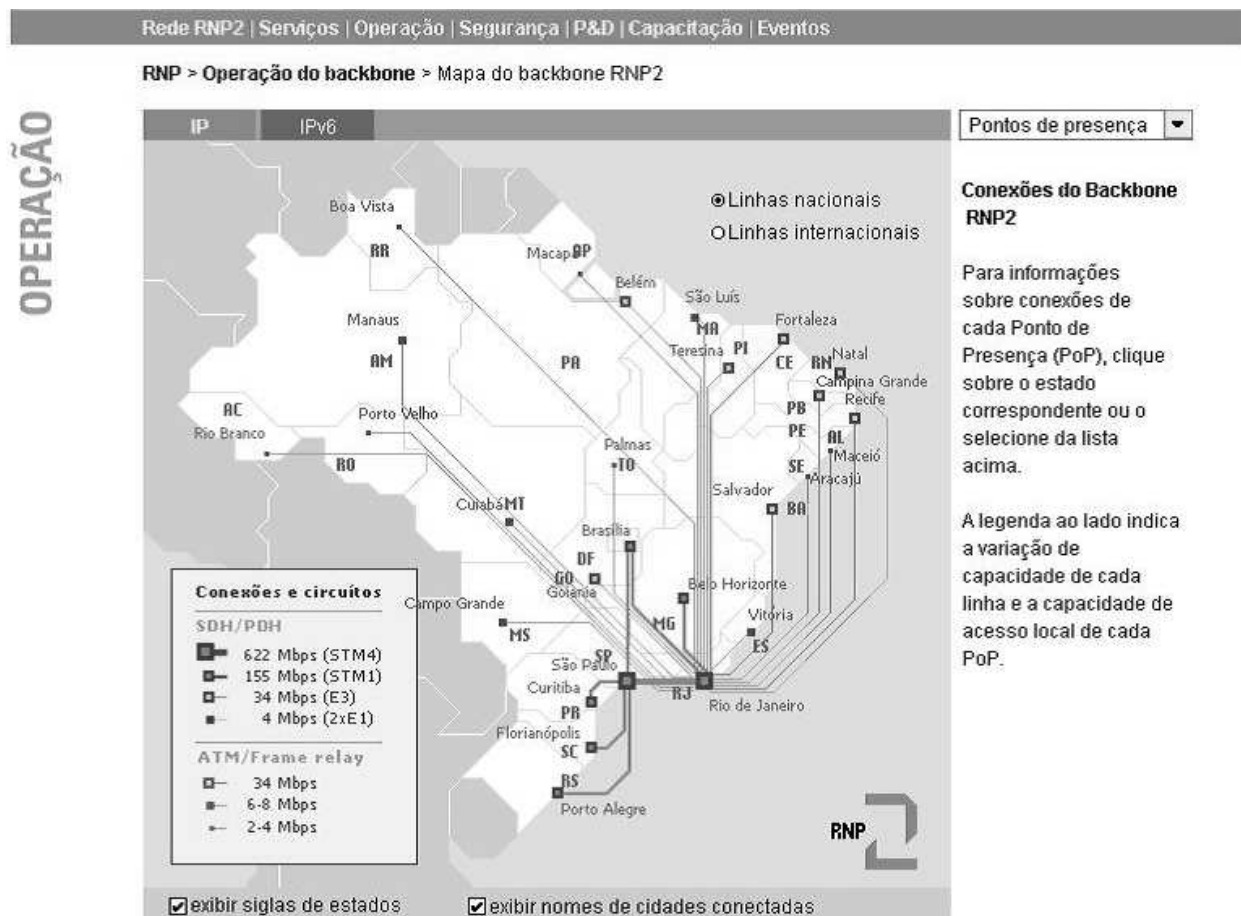 Rede RNP2 | Serviços | Operação | Segurança | P&D | Capacitação | Eventos
RNP > Operação do backbone > Mapa do backbone RNP2
OPERAÇÃO
IP
IPv6
Pontos de presença
Linhas nacionais
Linhas internacionais
Boa Vista
RR
Macapá
AP
Belém
São Luís
MA
Manaus
AM
PA
Teresina
PI
Fortaleza
CE
RN
Natal
Campina Grande
Recife
PB
PE
AL
Maceió
SE
Aracajú
AC
Rio Branco
Porto Velho
RO
Palmas
TO
Salvador
BA
Cuiabá
MT
Brasília
DF
GO
Goiânia
Belo Horizonte
MG
Vitória
ES
Campo Grande
MS
SP
São Paulo
RJ
Rio de Janeiro
Curitiba
PR
Florianópolis
SC
RS
Porto Alegre
Conexões e circuítos
SDH/PDH
622 Mbps (STM4)
155 Mbps (STM1)
34 Mbps (E3)
4 Mbps (2xE1)
ATM/Frame relay
34 Mbps
6-8 Mbps
2-4 Mbps
RNP
exibir siglas de estados
exibir nomes de cidades conectadas
Conexões do Backbone
RNP2
Para informações
sobre conexões de
cada Ponto de
Presença (PoP), clique
sobre o estado
correspondente ou o
selecione da lista
acima.
A legenda ao lado indica
a variação de
capacidade de cada
linha e a capacidade de
acesso local de cada
PoP.